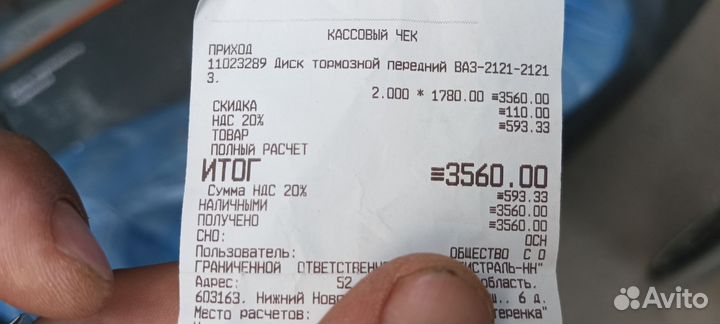 КАССОВЫЙ ЧЕК
ПРИХОД
11023289 Диск тормозной передний ВАЗ-2121-2121
3.
2.000 * 1780.00 ≡3560.00
СКИДКА ≡110.00
НДС 20% ≡593.33
ТОВАР
ПОЛНЫЙ РАСЧЕТ
ИТОГ ≡3560.00
Сумма НДС 20% ≡593.33
НАЛИЧНЫМИ ≡3560.00
ПОЛУЧЕНО ≡3560.00
СНО: ОСН
Пользователь: ОБЩЕСТВО С О
ГРАНИЧЕННОЙ ОТВЕТСТВЕ ИСТРАЛЬ-НН"
Адрес: 52 область.
603163. Нижний Нов ш.. 6 д.
Место расчетов: теренка"
Avito